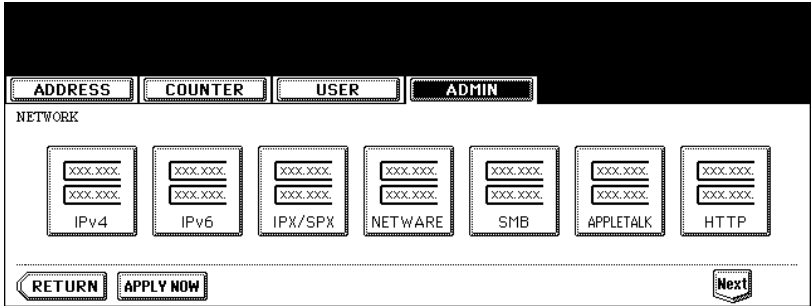 ADDRESS COUNTER USER ADMIN
NETWORK
XXX.XXX. XXX.XXX. XXX.XXX. XXX.XXX. XXX.XXX. XXX.XXX. XXX.XXX.
XXX.XXX. XXX.XXX. XXX.XXX. XXX.XXX. XXX.XXX. XXX.XXX. XXX.XXX.
IPv4 IPv6 IPX/SPX NETWARE SMB APPLETALK HTTP
RETURN APPLY NOW Next